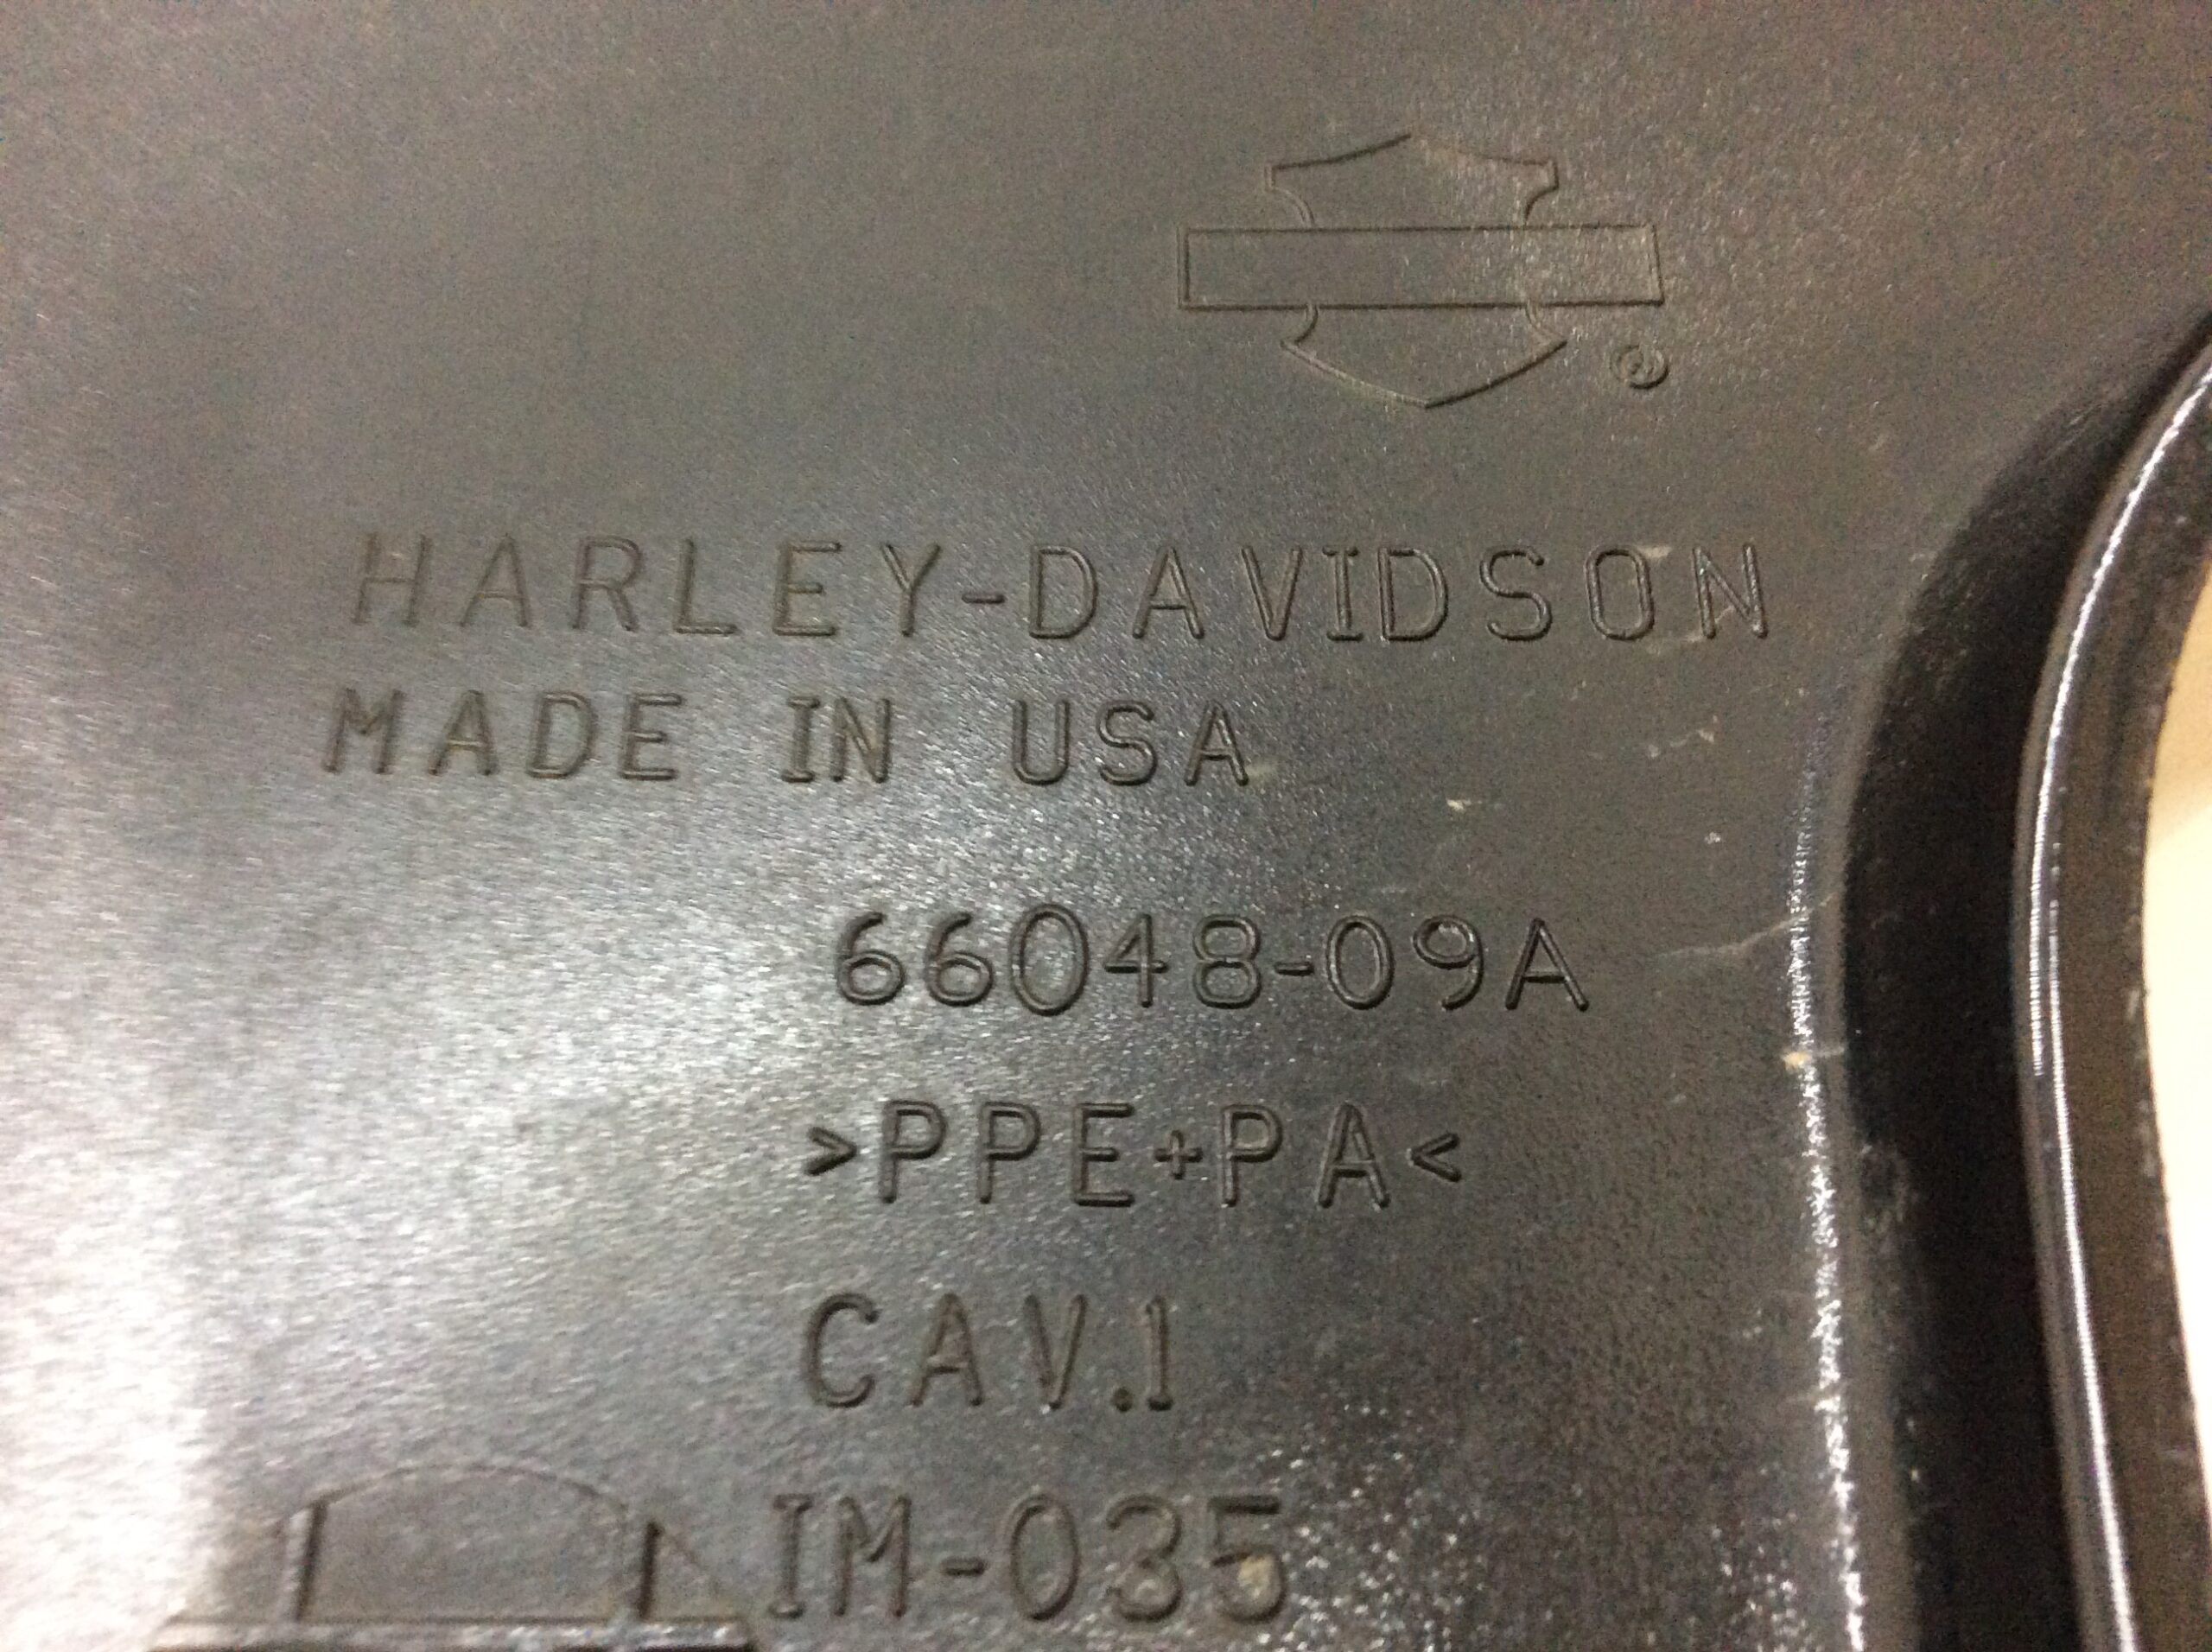 ®
HARLEY-DAVIDSON
MADE IN USA
66048-09A
>PPE+PA<
CAV.1
IM-035